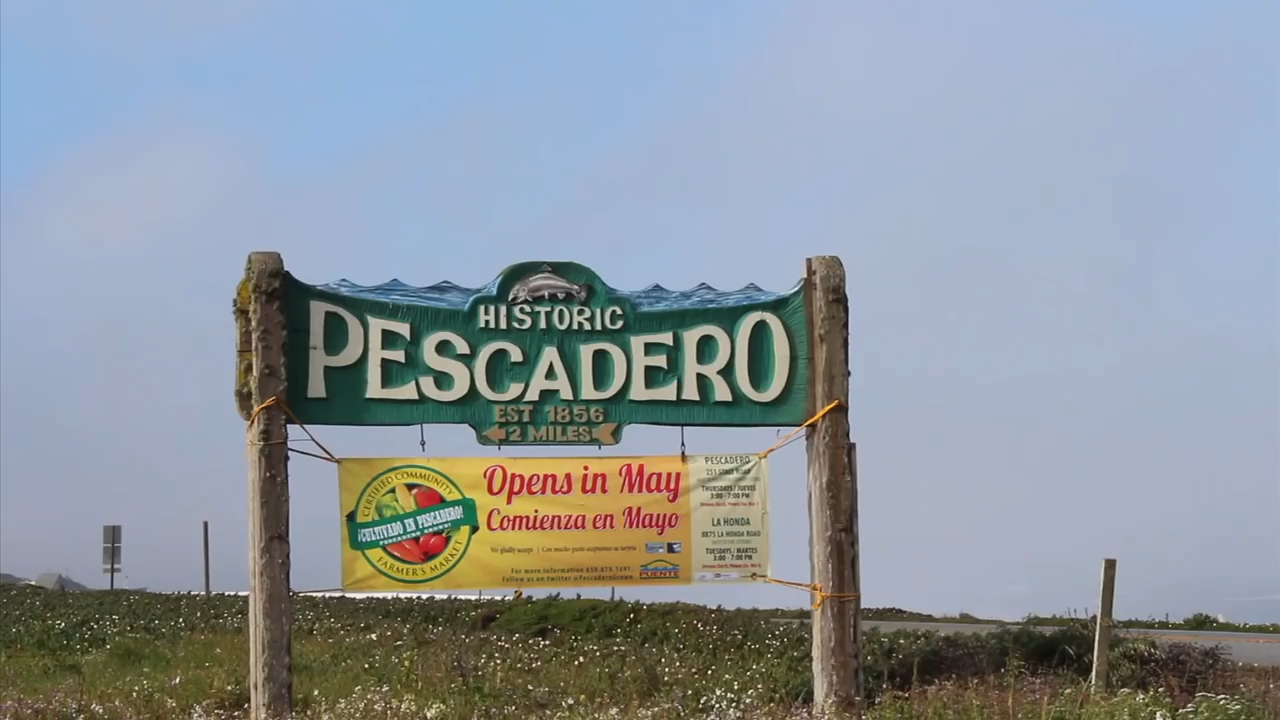 HISTORIC
PESCADERO
EST 1856
2 MILES
CERTIFIED COMMUNITY
¡CULTIVADO EN PESCADERO!
PESCADERO GROWN!
FARMER'S MARKET
Opens in May
Comienza en Mayo
We gladly accept | Con mucho gusto aceptamos su tarjeta
For more information 650.879.1691.
Follow us on twitter @PescaderoGrown
PUENTE
PESCADERO
251 STAGE ROAD
THURSDAYS / JUEVES
3:00 - 7:00 PM
LA HONDA
8875 LA HONDA ROAD
TUESDAYS / MARTES
3:00 - 7:00 PM